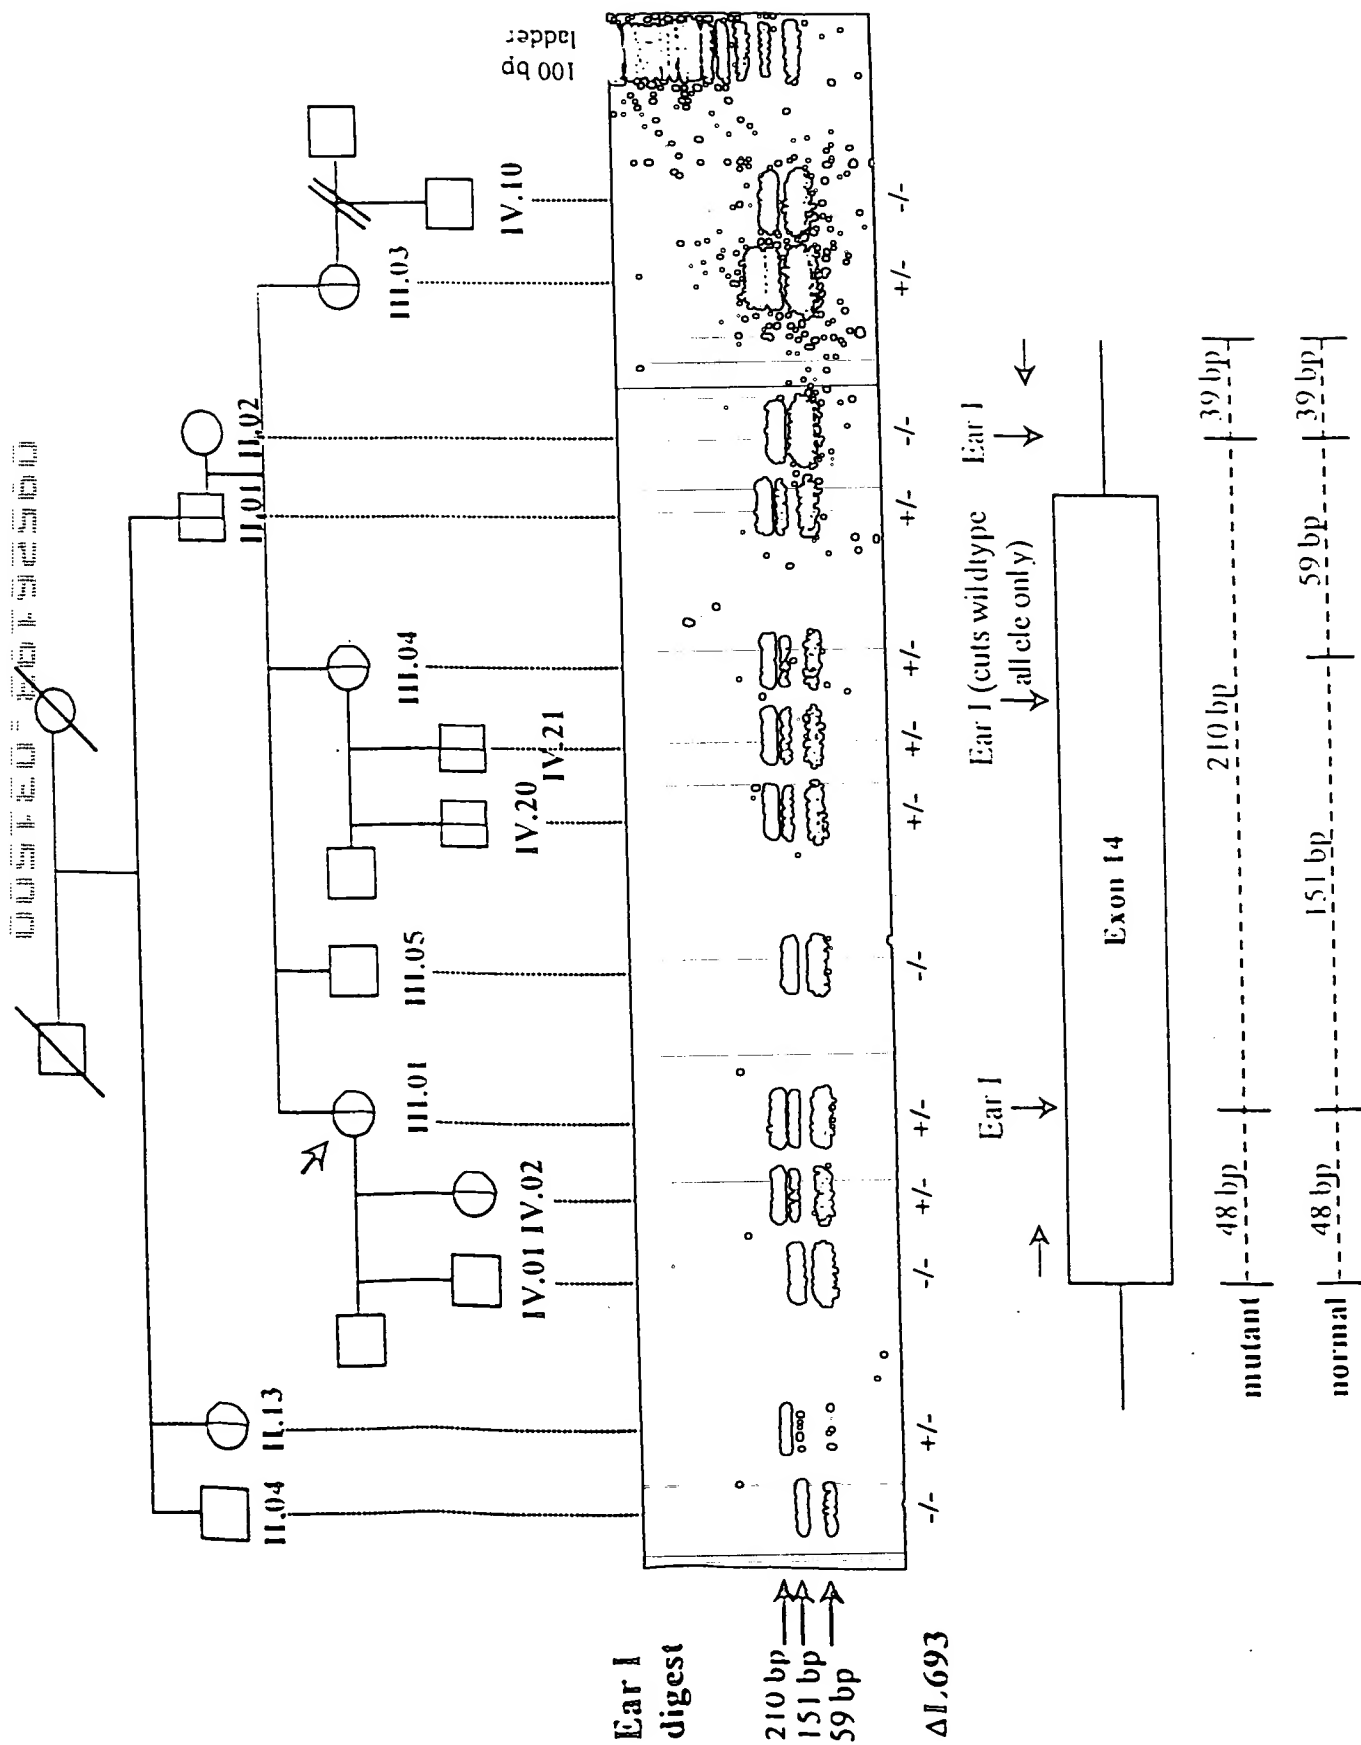 II.04
II.13
II.01
II.02
III.01
III.05
III.04
III.03
IV.01
IV.02
IV.20
IV.21
IV.10
100 bp
ladder
Ear I
digest
210 bp
151 bp
59 bp
ΔL693
-/-
+/-
-/-
+/-
+/-
-/-
+/-
+/-
+/-
+/-
-/-
+/-
-/-
Ear I
Ear I (cuts wildtype
allele only)
Ear I
Exon 14
mutant
48 bp
210 bp
39 bp
normal
48 bp
151 bp
59 bp
39 bp